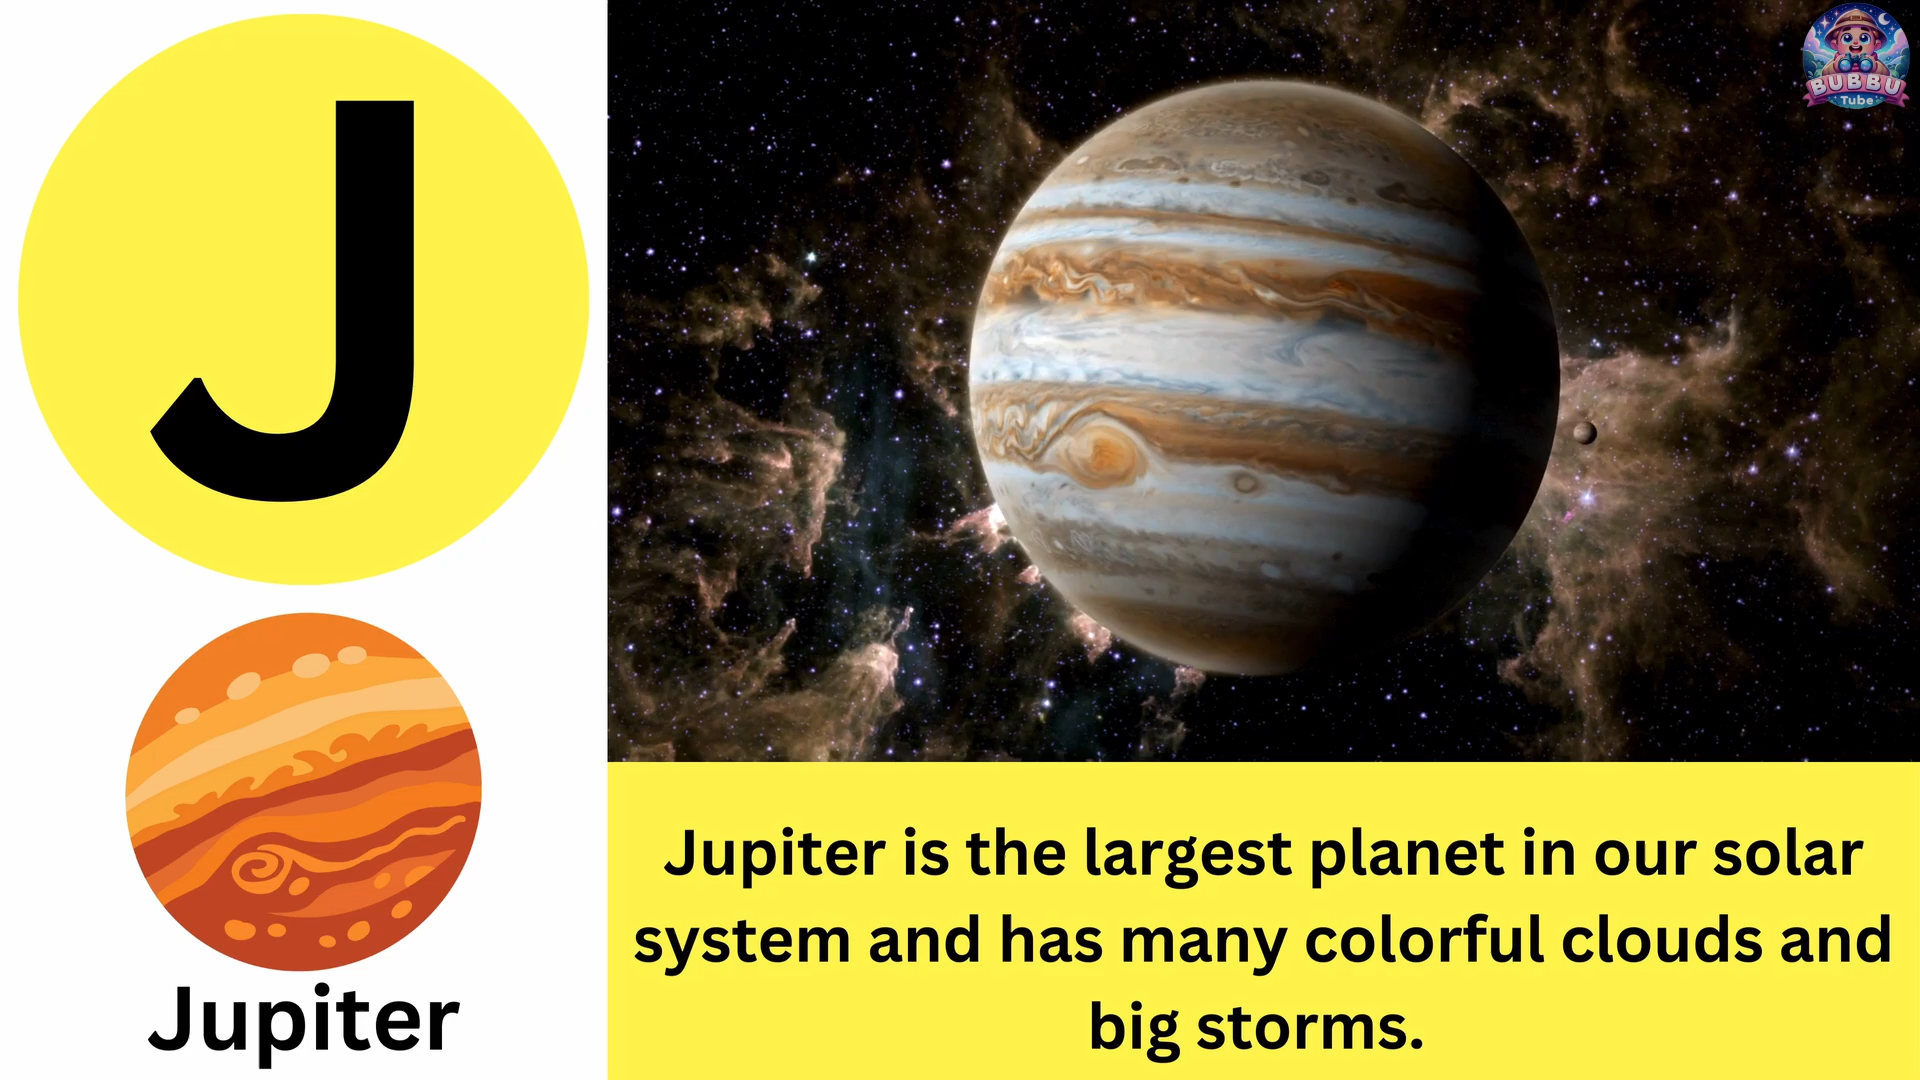 J
Jupiter
BUBBU
Tube
Jupiter is the largest planet in our solar
system and has many colorful clouds and
big storms.